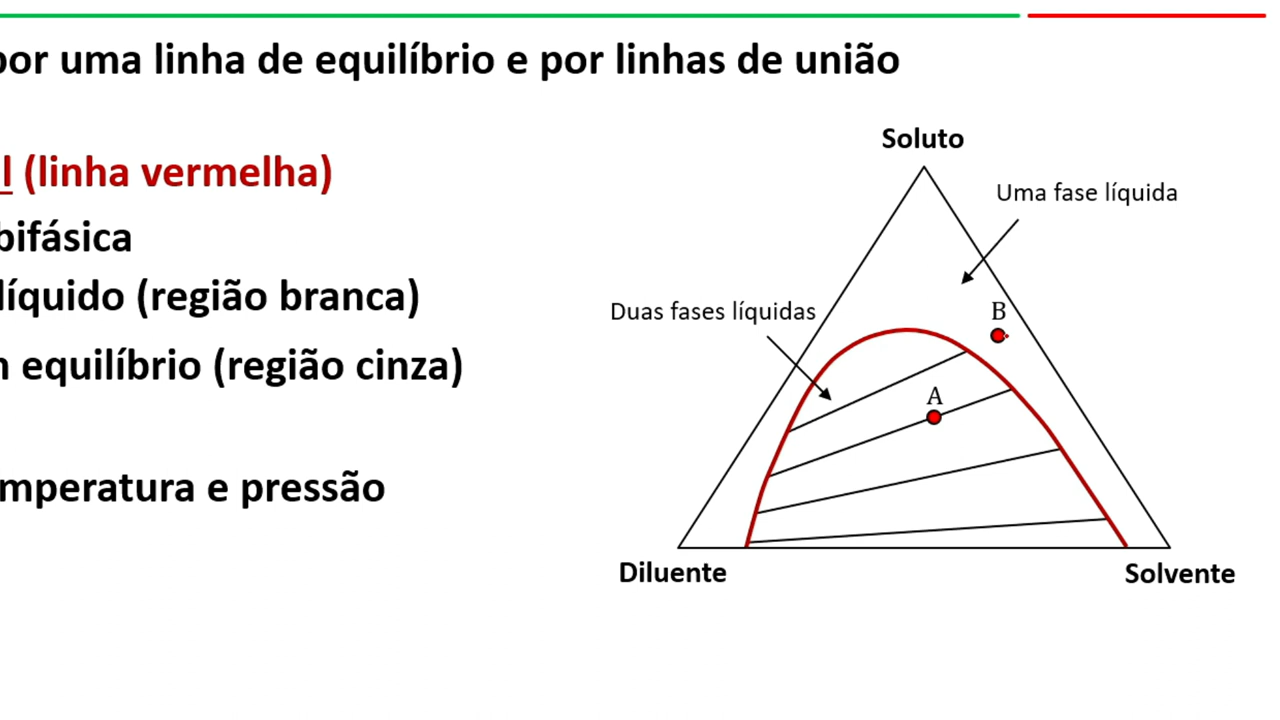 por uma linha de equilíbrio e por linhas de união
l (linha vermelha)
bifásica
líquido (região branca)
equilíbrio (região cinza)
mperatura e pressão
Soluto
Uma fase líquida
Duas fases líquidas
B
A
Diluente
Solvente